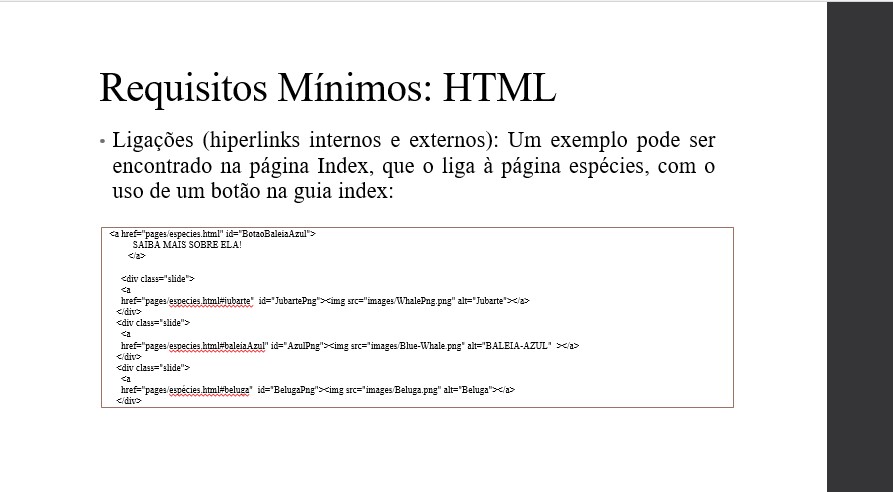 Requisitos Mínimos: HTML
• Ligações (hiperlinks internos e externos): Um exemplo pode ser
encontrado na página Index, que o liga à página espécies, com o
uso de um botão na guia index:
<a href="pages/especies.html" id="BotaoBaleiaAzul">
SAIBA MAIS SOBRE ELA!
</a>
<div class="slide">
<a
href="pages/especies.html#jubarte" id="JubartePng"><img src="images/WhalePng.png" alt="Jubarte"></a>
</div>
<div class="slide">
<a
href="pages/especies.html#baleiaAzul" id="AzulPng"><img src="images/Blue-Whale.png" alt="BALEIA-AZUL" ></a>
</div>
<div class="slide">
<a
href="pages/espécies.html#beluga" id="BelugaPng"><img src="images/Beluga.png" alt="Beluga"></a>
</div>